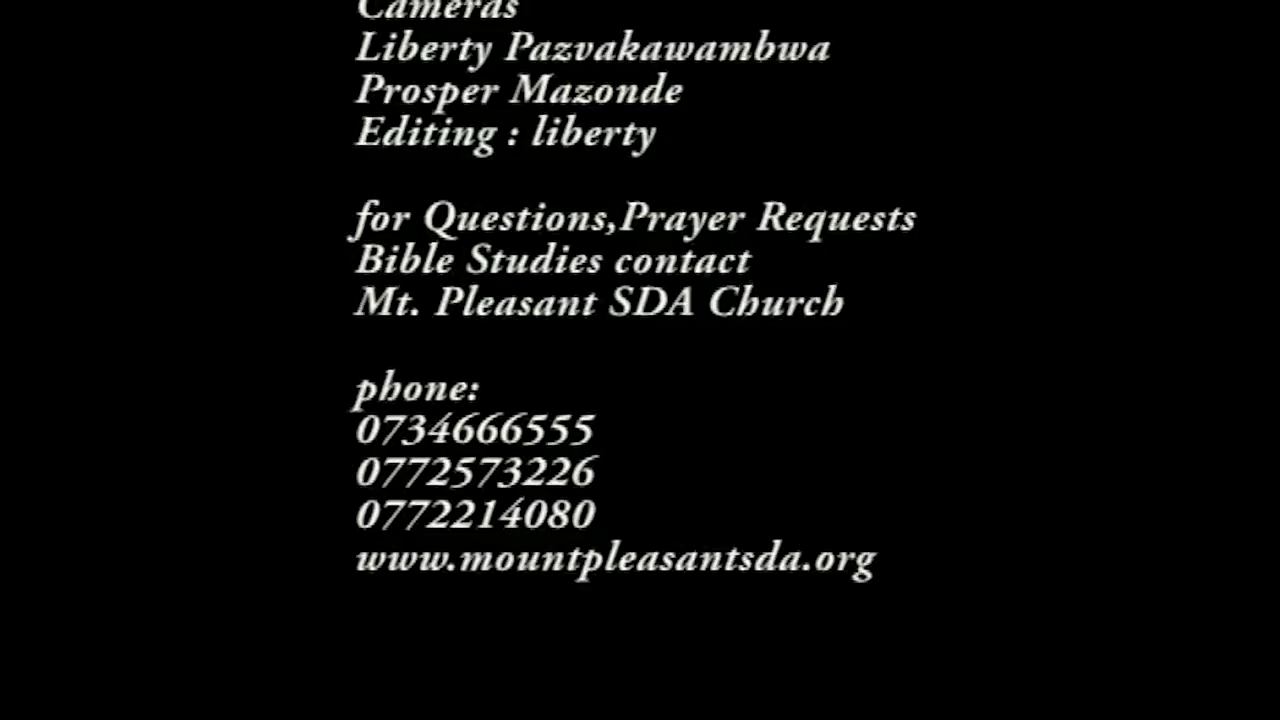 Cameras
Liberty Pazvakawambwa
Prosper Mazonde
Editing : liberty
for Questions,Prayer Requests
Bible Studies contact
Mt. Pleasant SDA Church
phone:
0734666555
0772573226
0772214080
www.mountpleasantsda.org